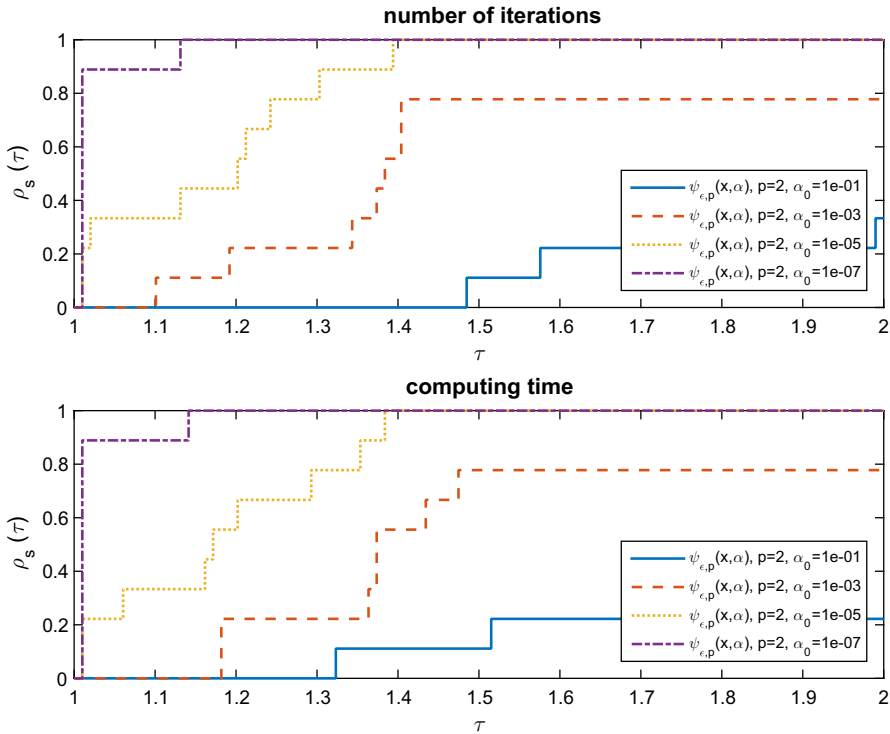 number of iterations
1
0.8
0.6
0.4
0.2
0
ρs (τ)
ψϵ,p(x,α), p=2, α0=1e-01
ψϵ,p(x,α), p=2, α0=1e-03
ψϵ,p(x,α), p=2, α0=1e-05
ψϵ,p(x,α), p=2, α0=1e-07
1 1.1 1.2 1.3 1.4 1.5 1.6 1.7 1.8 1.9 2
τ
computing time
1
0.8
0.6
0.4
0.2
0
ρs (τ)
ψϵ,p(x,α), p=2, α0=1e-01
ψϵ,p(x,α), p=2, α0=1e-03
ψϵ,p(x,α), p=2, α0=1e-05
ψϵ,p(x,α), p=2, α0=1e-07
1 1.1 1.2 1.3 1.4 1.5 1.6 1.7 1.8 1.9 2
τ